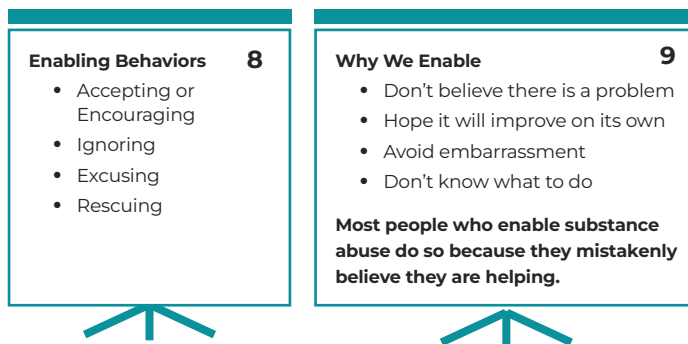 Enabling Behaviors 8
• Accepting or
Encouraging
• Ignoring
• Excusing
• Rescuing
Why We Enable 9
• Don’t believe there is a problem
• Hope it will improve on its own
• Avoid embarrassment
• Don’t know what to do
Most people who enable substance
abuse do so because they mistakenly
believe they are helping.